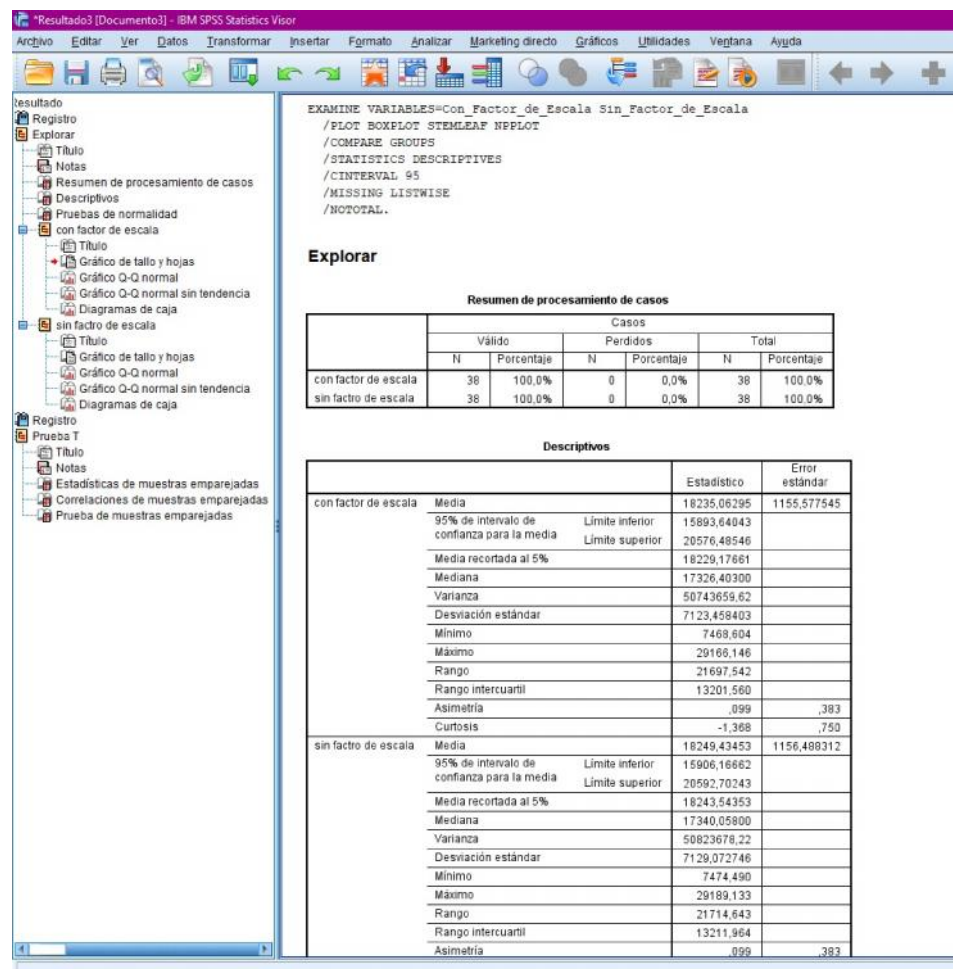 *Resultado3 [Documento3] - IBM SPSS Statistics Visor
Archivo Editar Ver Datos Transformar Insertar Formato Analizar Marketing directo Gráficos Utilidades Ventana Ayuda
Resultado
Registro
Explorar
Título
Notas
Resumen de procesamiento de casos
Descriptivos
Pruebas de normalidad
con factor de escala
Título
Gráfico de tallo y hojas
Gráfico Q-Q normal
Gráfico Q-Q normal sin tendencia
Diagramas de caja
sin factro de escala
Título
Gráfico de tallo y hojas
Gráfico Q-Q normal
Gráfico Q-Q normal sin tendencia
Diagramas de caja
Registro
Prueba T
Título
Notas
Estadísticas de muestras emparejadas
Correlaciones de muestras emparejadas
Prueba de muestras emparejadas
EXAMINE VARIABLES=Con_Factor_de_Escala Sin_Factor_de_Escala
/PLOT BOXPLOT STEMLEAF NPPLOT
/COMPARE GROUPS
/STATISTICS DESCRIPTIVES
/CINTERVAL 95
/MISSING LISTWISE
/NOTOTAL.
Explorar
Resumen de procesamiento de casos
Casos
Válido Perdidos Total
N Porcentaje N Porcentaje N Porcentaje
con factor de escala 38 100,0% 0 0,0% 38 100,0%
sin factro de escala 38 100,0% 0 0,0% 38 100,0%
Descriptivos
Estadístico Error estándar
con factor de escala Media 18235,06295 1155,577545
95% de intervalo de confianza para la media Límite inferior 15893,64043
Límite superior 20576,48546
Media recortada al 5% 18229,17661
Mediana 17326,40300
Varianza 50743659,62
Desviación estándar 7123,458403
Mínimo 7468,604
Máximo 29166,146
Rango 21697,542
Rango intercuartil 13201,560
Asimetría ,099 ,383
Curtosis -1,368 ,750
sin factro de escala Media 18249,43453 1156,488312
95% de intervalo de confianza para la media Límite inferior 15906,16662
Límite superior 20592,70243
Media recortada al 5% 18243,54353
Mediana 17340,05800
Varianza 50823678,22
Desviación estándar 7129,072746
Mínimo 7474,490
Máximo 29189,133
Rango 21714,643
Rango intercuartil 13211,964
Asimetría ,099 ,383